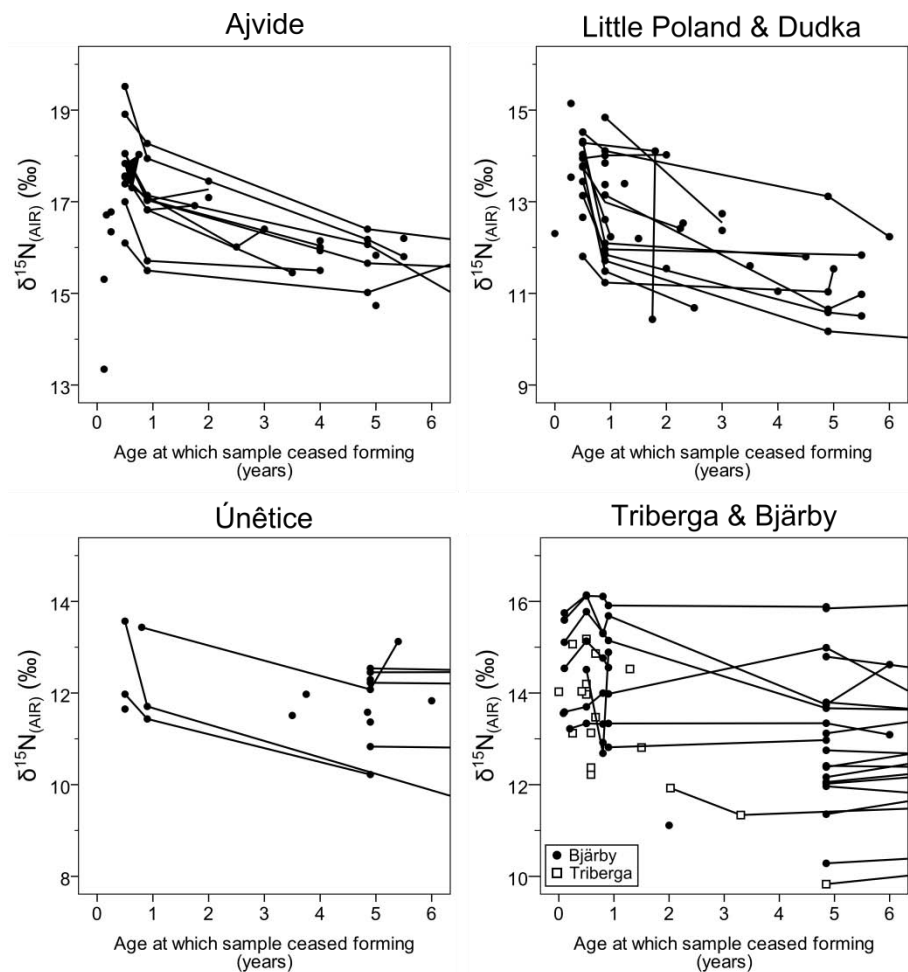 Ajvide
Little Poland & Dudka
δ¹⁵N(AIR) (‰)
19
17
15
13
0 1 2 3 4 5 6
Age at which sample ceased forming
(years)
δ¹⁵N(AIR) (‰)
15
13
11
9
0 1 2 3 4 5 6
Age at which sample ceased forming
(years)
Únêtice
Triberga & Bjärby
δ¹⁵N(AIR) (‰)
14
12
10
8
0 1 2 3 4 5 6
Age at which sample ceased forming
(years)
δ¹⁵N(AIR) (‰)
16
14
12
10
Bjärby
Triberga
0 1 2 3 4 5 6
Age at which sample ceased forming
(years)